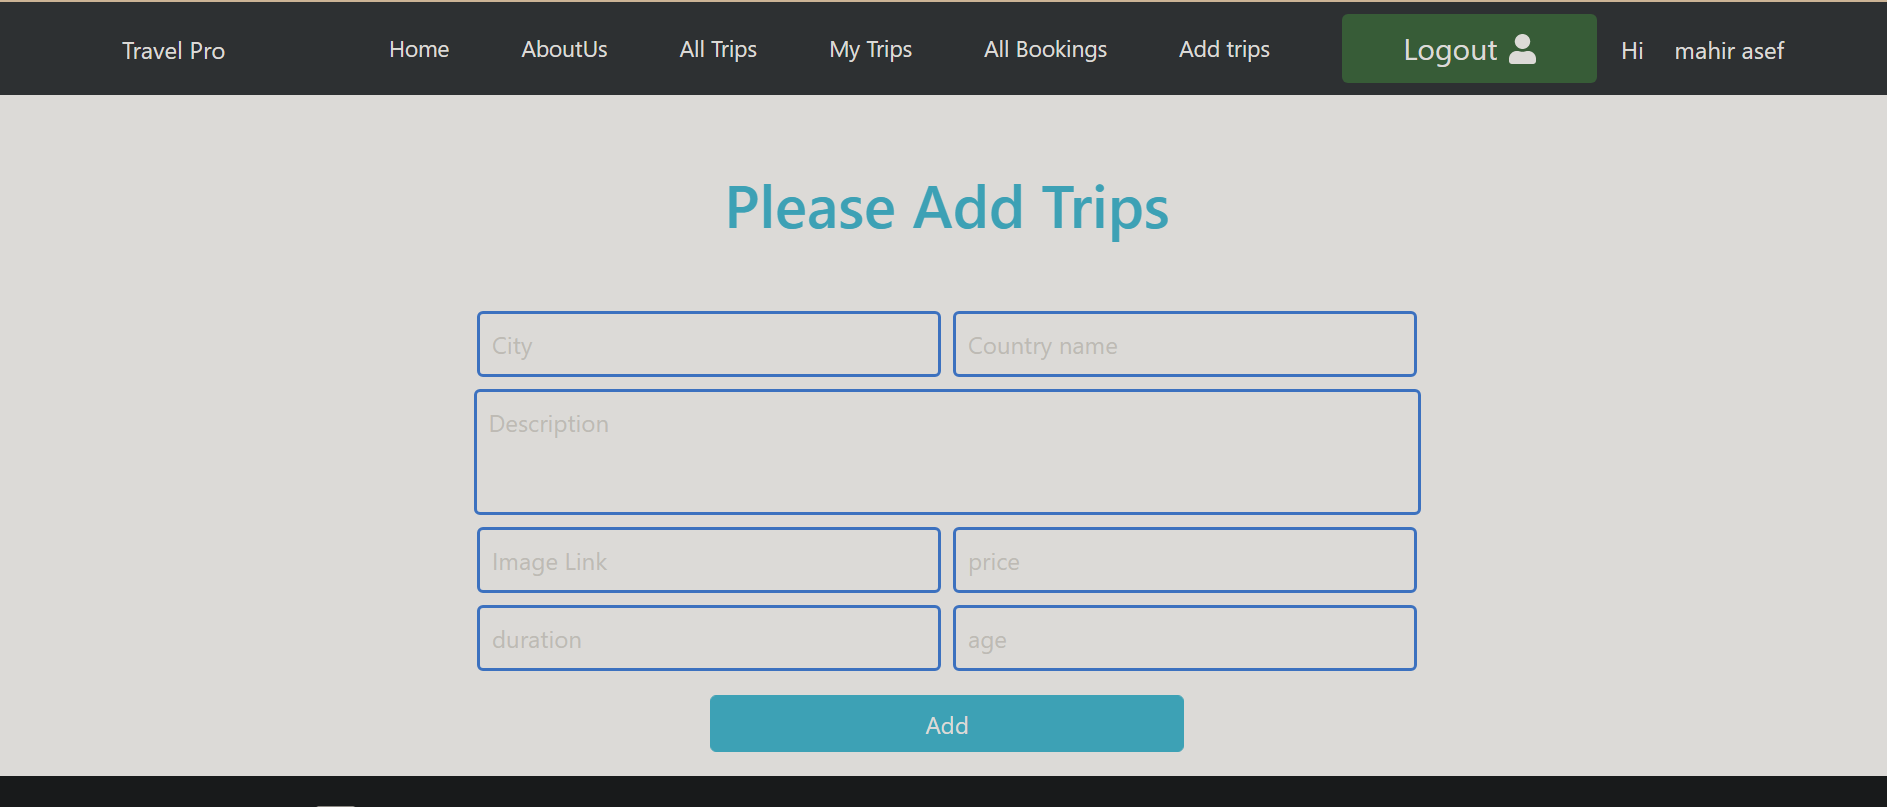 Travel Pro Home AboutUs All Trips My Trips All Bookings Add trips Logout Hi mahir asef
Please Add Trips
City Country name
Description
Image Link price
duration age
Add